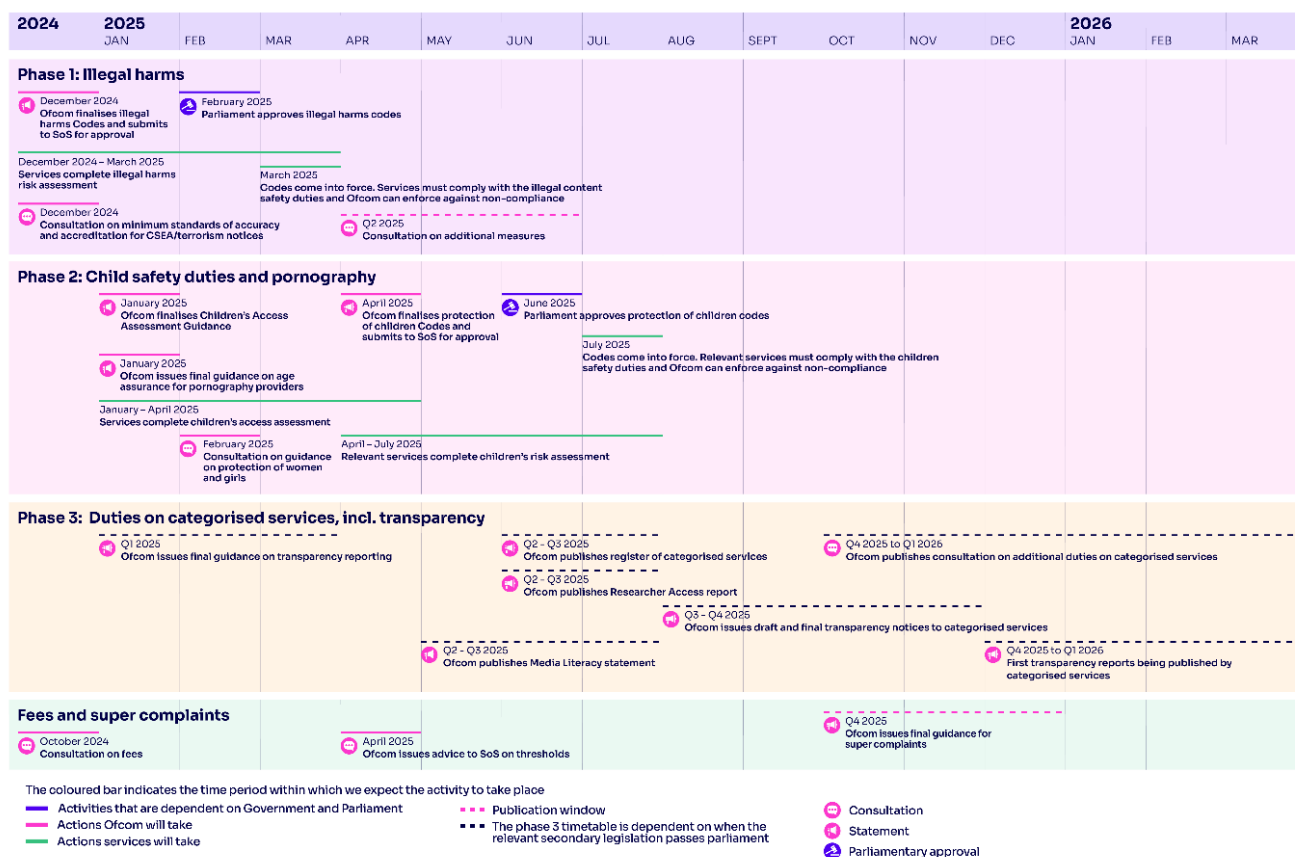 2024
2025
2026
JAN
FEB
MAR
APR
MAY
JUN
JUL
AUG
SEPT
OCT
NOV
DEC
JAN
FEB
MAR
Phase 1: Illegal harms
December 2024
Ofcom finalises illegal
harms Codes and submits
to SoS for approval
February 2025
Parliament approves illegal harms codes
December 2024 – March 2025
Services complete illegal harms
risk assessment
March 2025
Codes come into force. Services must comply with the illegal content
safety duties and Ofcom can enforce against non-compliance
December 2024
Consultation on minimum standards of accuracy
and accreditation for CSEA/terrorism notices
Q2 2025
Consultation on additional measures
Phase 2: Child safety duties and pornography
January 2025
Ofcom finalises Children's Access
Assessment Guidance
April 2025
Ofcom finalises protection
of children Codes and
submits to SoS for approval
June 2025
Parliament approves protection of children codes
July 2025
Codes come into force. Relevant services must comply with the children
safety duties and Ofcom can enforce against non-compliance
January 2025
Ofcom issues final guidance on age
assurance for pornography providers
January – April 2025
Services complete children's access assessment
February 2025
Consultation on guidance
on protection of women
and girls
April – July 2025
Relevant services complete children's risk assessment
Phase 3: Duties on categorised services, incl. transparency
Q1 2025
Ofcom issues final guidance on transparency reporting
Q2 - Q3 2025
Ofcom publishes register of categorised services
Q4 2025 to Q1 2026
Ofcom publishes consultation on additional duties on categorised services
Q2 - Q3 2025
Ofcom publishes Researcher Access report
Q3 - Q4 2025
Ofcom issues draft and final transparency notices to categorised services
Q2 - Q3 2025
Ofcom publishes Media Literacy statement
Q4 2025 to Q1 2026
First transparency reports being published by
categorised services
Fees and super complaints
October 2024
Consultation on fees
April 2025
Ofcom issues advice to SoS on thresholds
Q4 2025
Ofcom issues final guidance for
super complaints
The coloured bar indicates the time period within which we expect the activity to take place
Activities that are dependent on Government and Parliament
Actions Ofcom will take
Actions services will take
Publication window
The phase 3 timetable is dependent on when the
relevant secondary legislation passes parliament
Consultation
Statement
Parliamentary approval